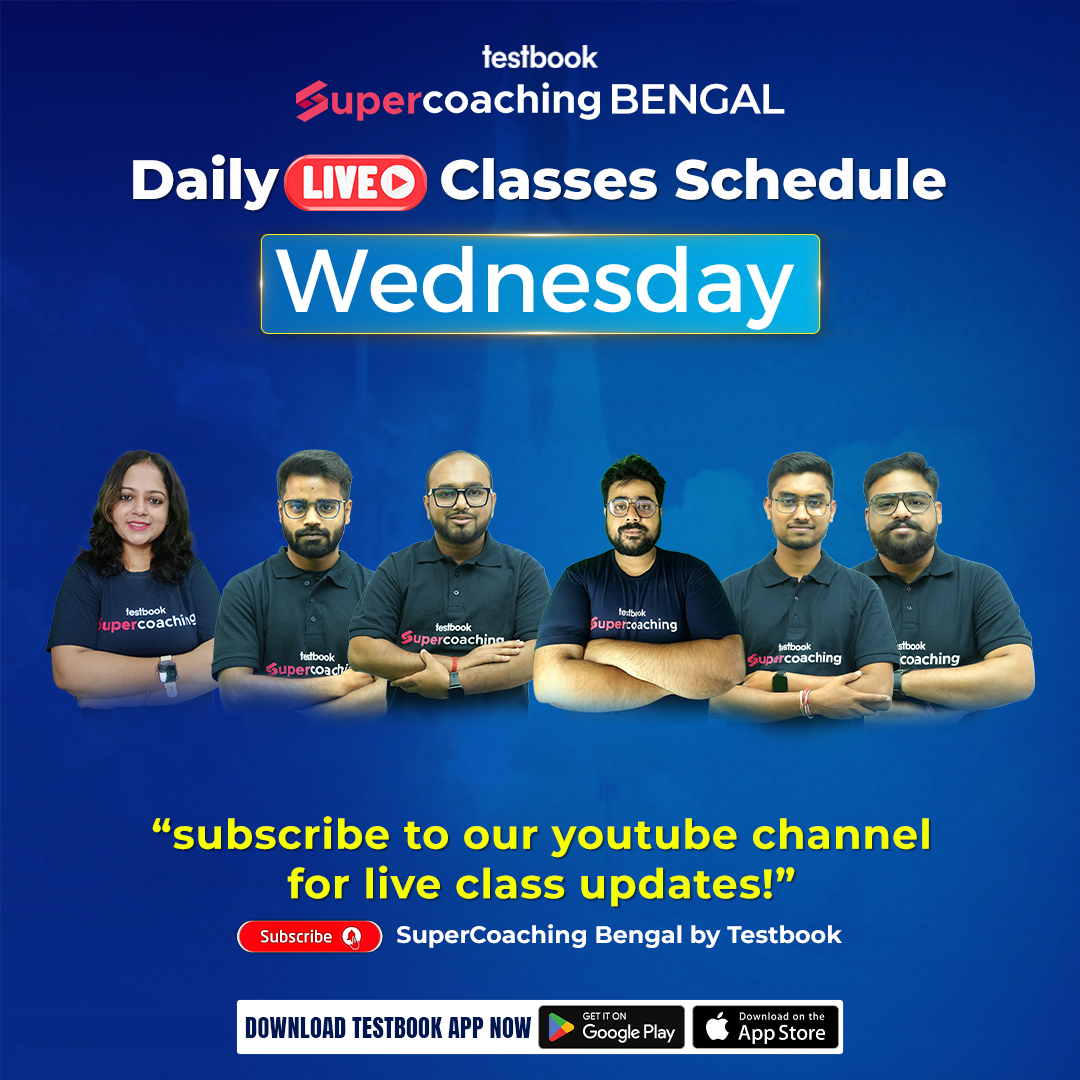 testbook
Supercoaching BENGAL
Daily LIVE Classes Schedule
Wednesday
testbook
Supercoaching
testbook
Supercoachi
testbook
Supercoaching
testbook
Supercoaching
testbook
Supercoaching
stbook
coaching
“subscribe to our youtube channel
for live class updates!”
Subscribe SuperCoaching Bengal by Testbook
DOWNLOAD TESTBOOK APP NOW GET IT ON Google Play Download on the App Store